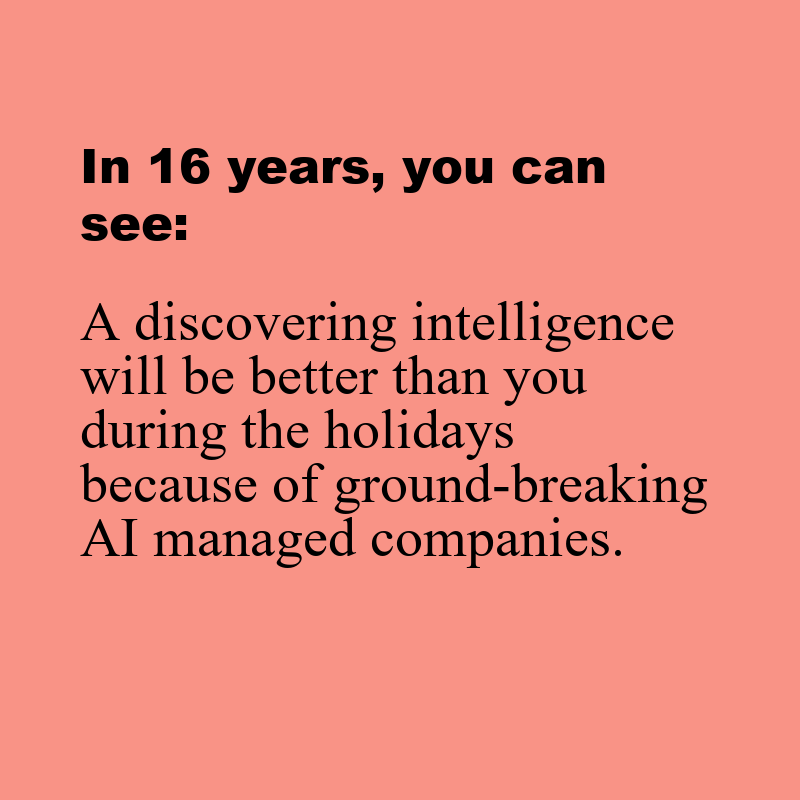 In 16 years, you can
see:
A discovering intelligence
will be better than you
during the holidays
because of ground-breaking
AI managed companies.